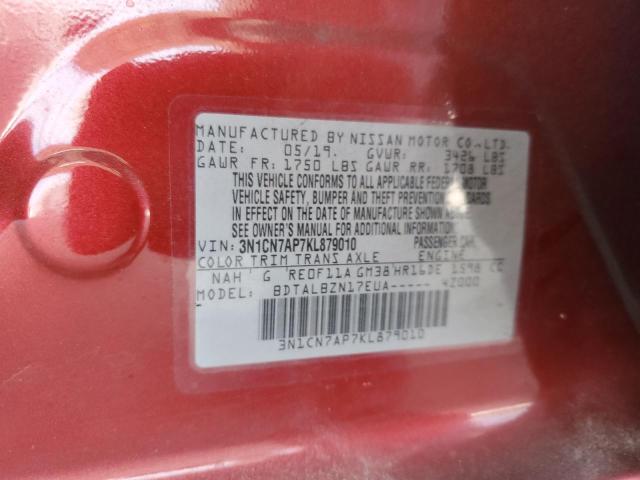 MANUFACTURED BY NISSAN MOTOR CO., LTD.
DATE: 05/19. GVWR: 3426 LBS
GAWR FR: 1750 LBS GAWR RR: 1708 LBS
THIS VEHICLE CONFORMS TO ALL APPLICABLE FEDERAL MOTOR
VEHICLE SAFETY, BUMPER AND THEFT PREVENTION STANDARDS
IN EFFECT ON THE DATE OF MANUFACTURE SHOWN ABOVE.
SEE OWNER'S MANUAL FOR ADDITIONAL INFORMATION.
VIN: 3N1CN7AP7KL879010 PASSENGER CAR.
COLOR TRIM TRANS AXLE ENGINE
NAH G RE0F11A GM38 HR16DE 1598 CC
MODEL: BDTALBZN17EUA----- 4Z000
3N1CN7AP7KL879010